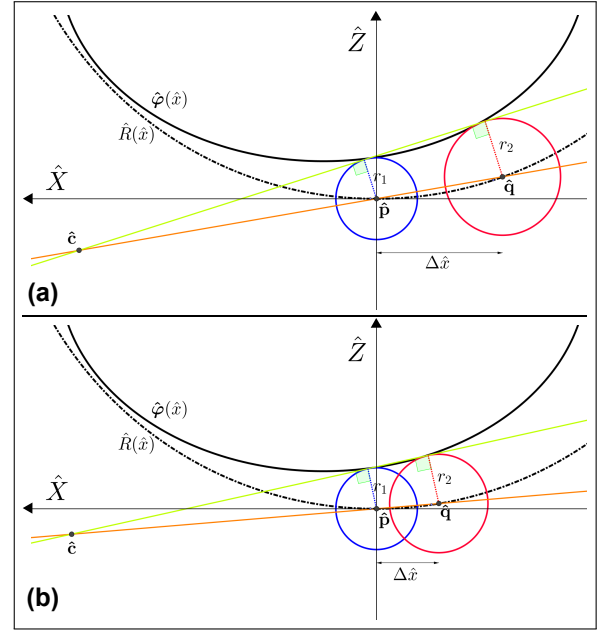 Ẑ
φ̂(x̂)
R̂(x̂)
X̂
r₁
r₂
p̂
q̂
ĉ
Δx̂
(a)
Ẑ
φ̂(x̂)
R̂(x̂)
X̂
r₁
r₂
p̂
q̂
ĉ
Δx̂
(b)